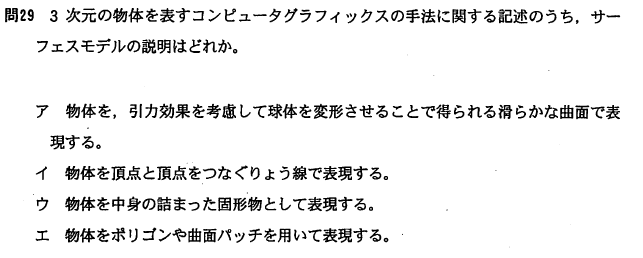 問29 3 次元の物体を表すコンピュータグラフィックスの手法に関する記述のうち，サー
フェスモデルの説明はどれか。
ア 物体を，引力効果を考慮して球体を変形させることで得られる滑らかな曲面で表
現する。
イ 物体を頂点と頂点をつなぐりょう線で表現する。
ウ 物体を中身の詰まった固形物として表現する。
エ 物体をポリゴンや曲面パッチを用いて表現する。